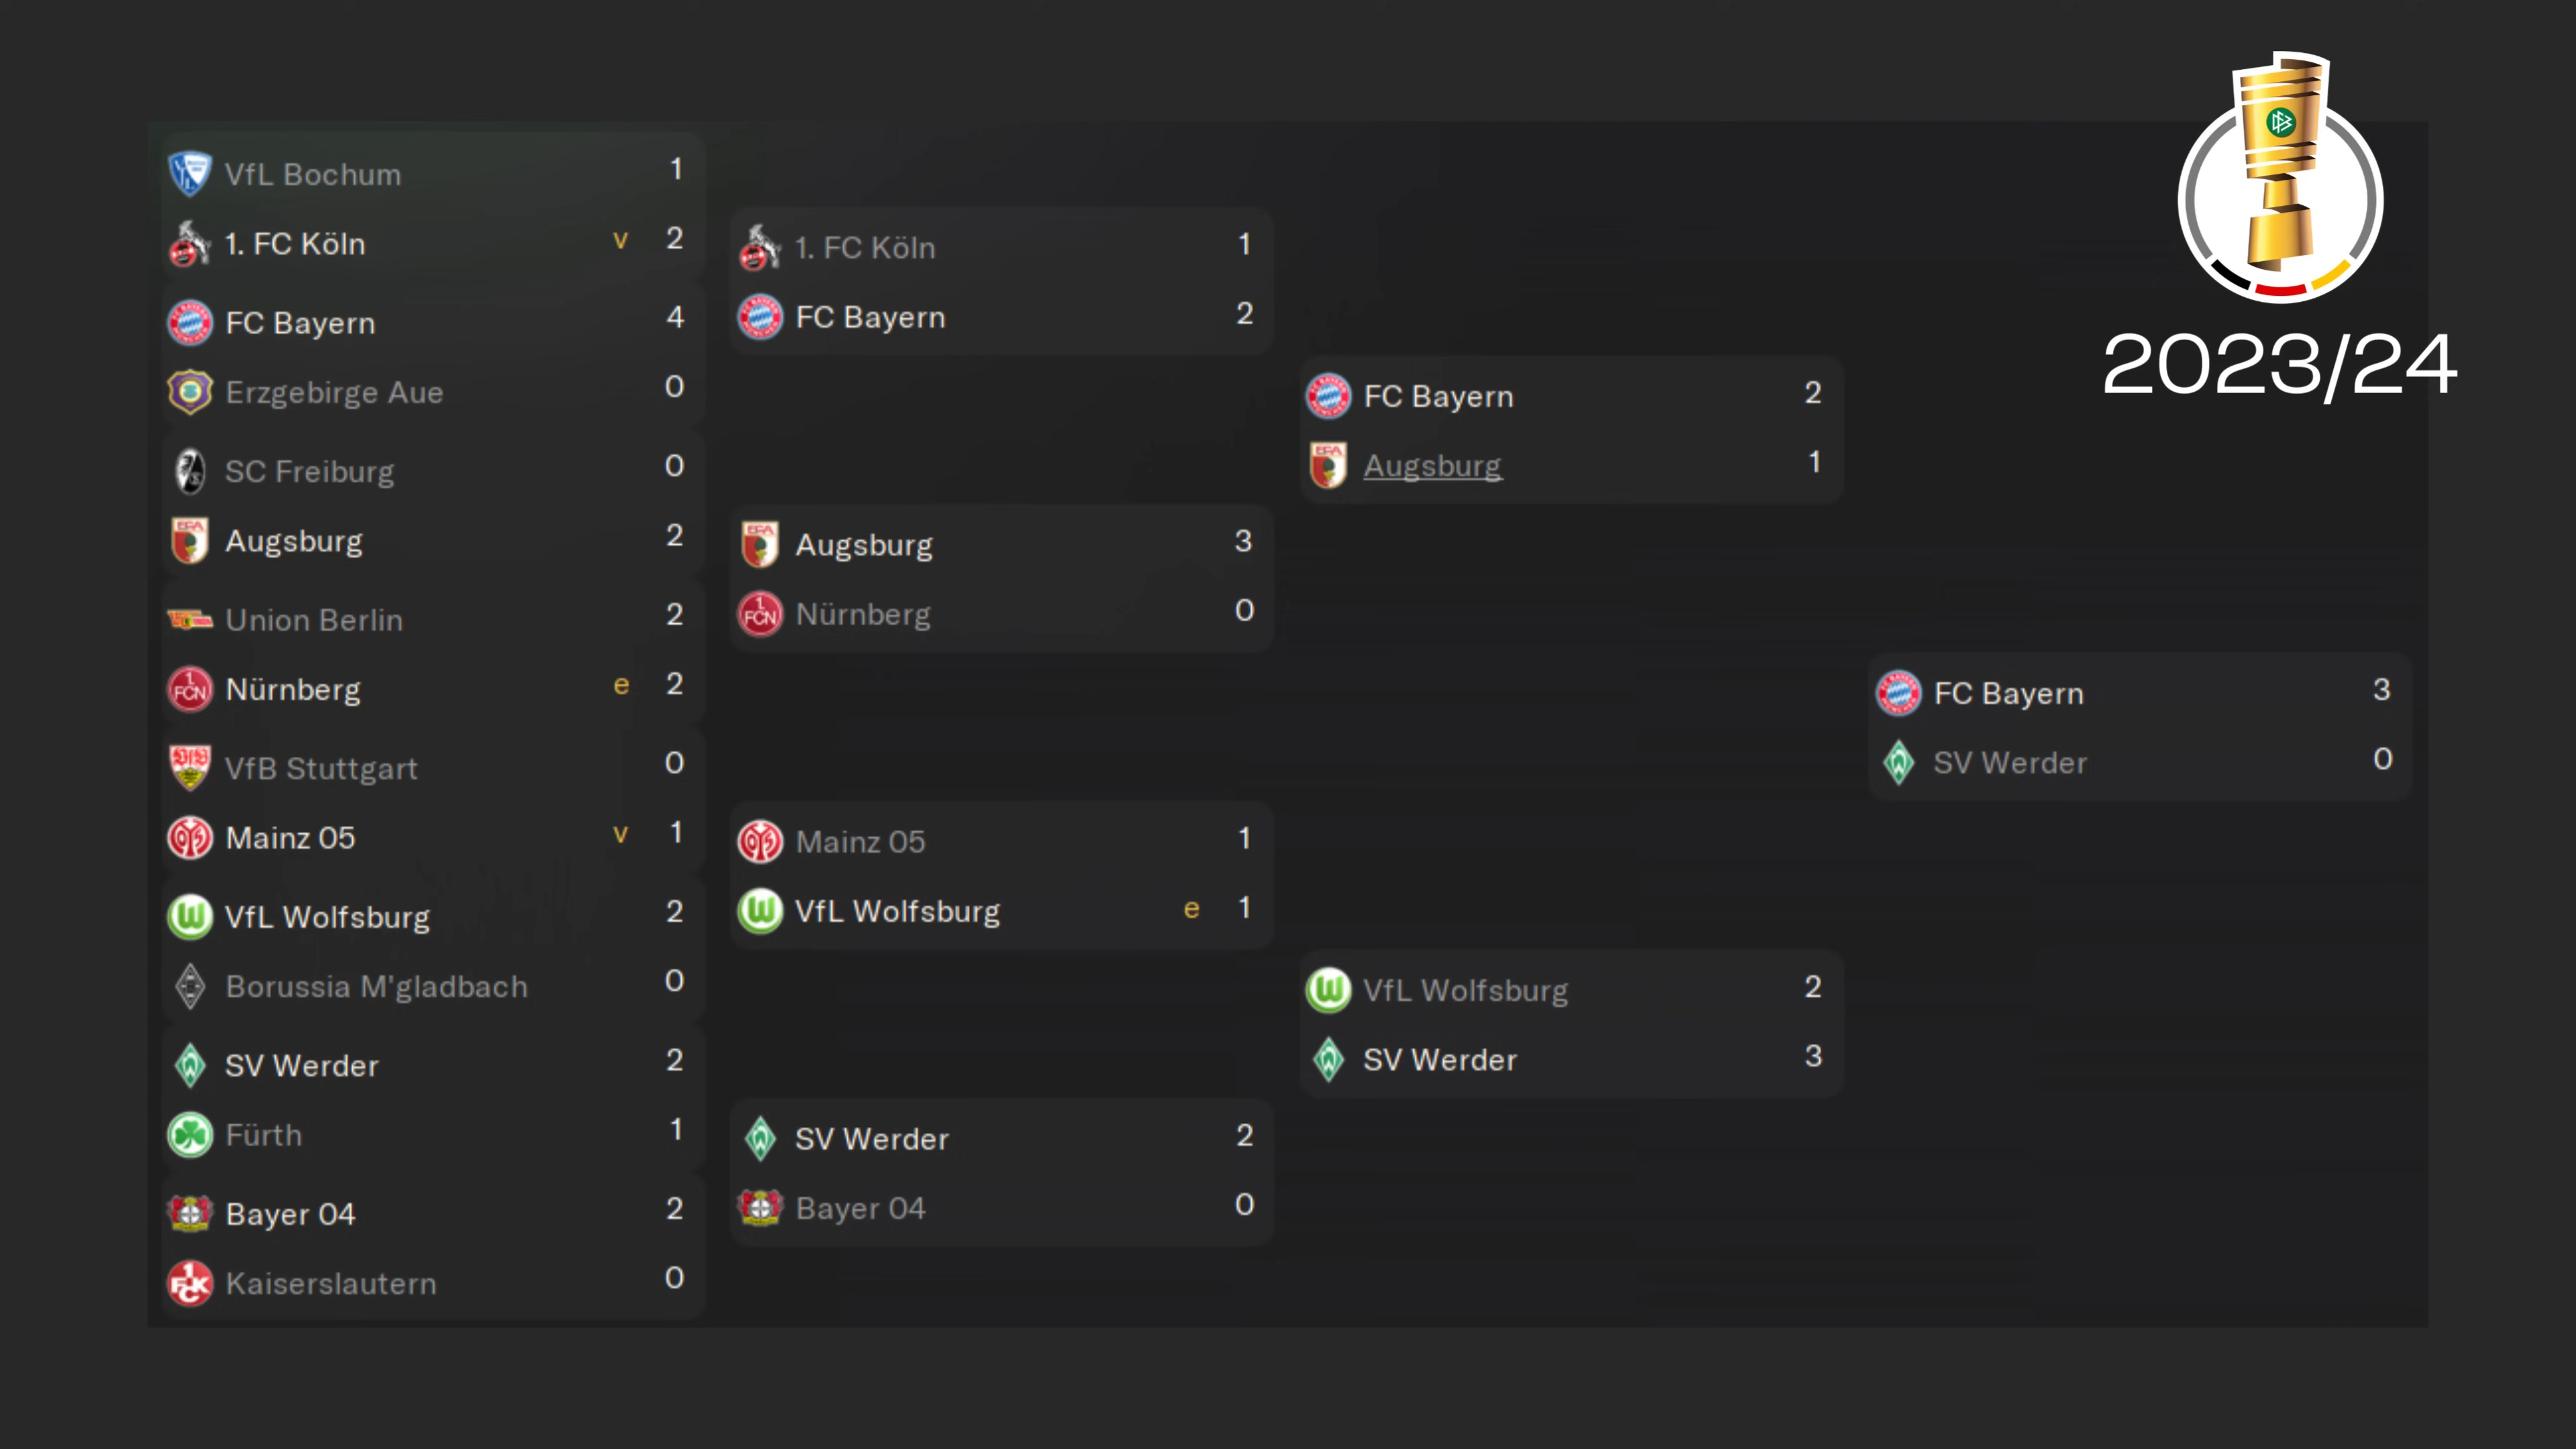 VfL Bochum 1
1. FC Köln v 2
FC Bayern 4
Erzgebirge Aue 0
SC Freiburg 0
Augsburg 2
Union Berlin 2
Nürnberg e 2
VfB Stuttgart 0
Mainz 05 v 1
VfL Wolfsburg 2
Borussia M'gladbach 0
SV Werder 2
Fürth 1
Bayer 04 2
Kaiserslautern 0
1. FC Köln 1
FC Bayern 2
Augsburg 3
Nürnberg 0
Mainz 05 1
VfL Wolfsburg e 1
SV Werder 2
Bayer 04 0
FC Bayern 2
Augsburg 1
VfL Wolfsburg 2
SV Werder 3
FC Bayern 3
SV Werder 0
2023/24